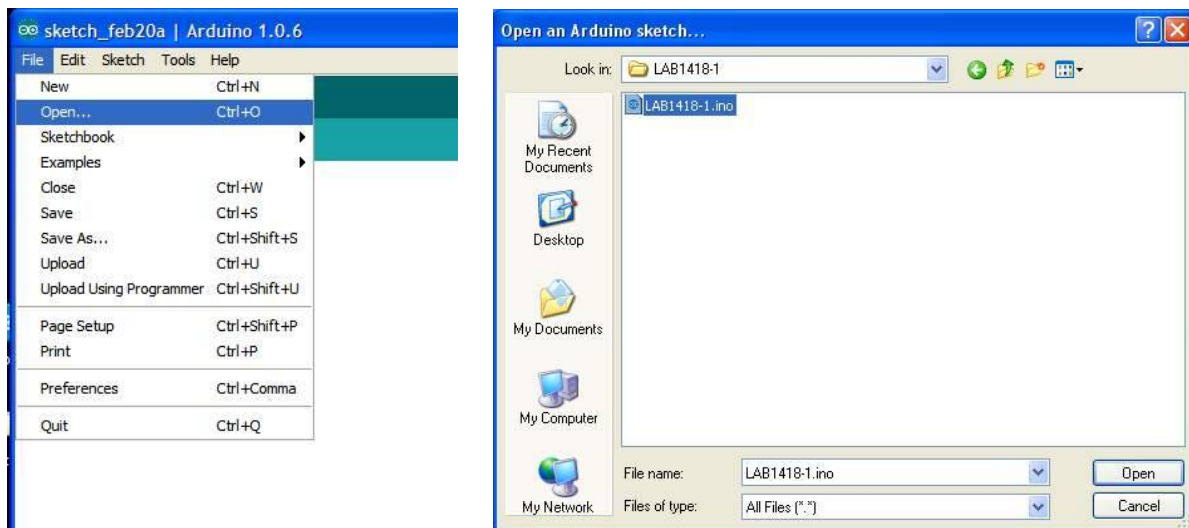 sketch_feb20a | Arduino 1.0.6
File Edit Sketch Tools Help
New Ctrl+N
Open... Ctrl+O
Sketchbook
Examples
Close Ctrl+W
Save Ctrl+S
Save As... Ctrl+Shift+S
Upload Ctrl+U
Upload Using Programmer Ctrl+Shift+U
Page Setup Ctrl+Shift+P
Print Ctrl+P
Preferences Ctrl+Comma
Quit Ctrl+Q
Open an Arduino sketch...
Look in: LAB1418-1
LAB1418-1.ino
My Recent
Documents
Desktop
My Documents
My Computer
My Network
File name: LAB1418-1.ino Open
Files of type: All Files (*.*) Cancel